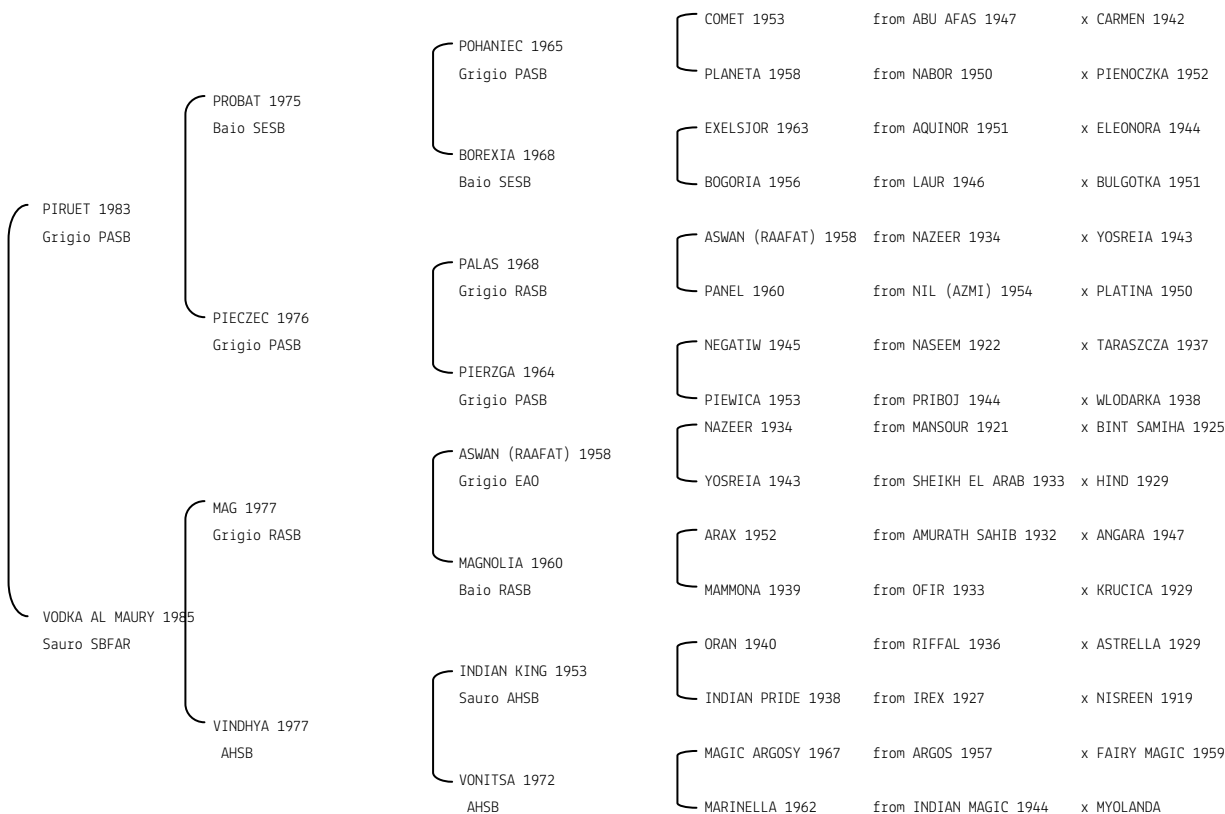 COMET 1953 from ABU AFAS 1947 x CARMEN 1942
POHANIEC 1965
Grigio PASB
PLANETA 1958 from NABOR 1950 x PIENOCZKA 1952
PROBAT 1975
Baio SESB
EXELSJOR 1963 from AQUINOR 1951 x ELEONORA 1944
BOREXIA 1968
Baio SESB
BOGORIA 1956 from LAUR 1946 x BULGOTKA 1951
PIRUET 1983
Grigio PASB
ASWAN (RAAFAT) 1958 from NAZEER 1934 x YOSREIA 1943
PALAS 1968
Grigio RASB
PANEL 1960 from NIL (AZMI) 1954 x PLATINA 1950
PIECZEC 1976
Grigio PASB
NEGATIW 1945 from NASEEM 1922 x TARASZCZA 1937
PIERZGA 1964
Grigio PASB
PIEWICA 1953 from PRIBOJ 1944 x WLODARKA 1938
NAZEER 1934 from MANSOUR 1921 x BINT SAMIHA 1925
ASWAN (RAAFAT) 1958
Grigio EAO
YOSREIA 1943 from SHEIKH EL ARAB 1933 x HIND 1929
MAG 1977
Grigio RASB
ARAX 1952 from AMURATH SAHIB 1932 x ANGARA 1947
MAGNOLIA 1960
Baio RASB
MAMMONA 1939 from OFIR 1933 x KRUCICA 1929
VODKA AL MAURY 1985
Sauro SBFAR
ORAN 1940 from RIFFAL 1936 x ASTRELLA 1929
INDIAN KING 1953
Sauro AHSB
INDIAN PRIDE 1938 from IREX 1927 x NISREEN 1919
VINDHYA 1977
AHSB
MAGIC ARGOSY 1967 from ARGOS 1957 x FAIRY MAGIC 1959
VONITSA 1972
AHSB
MARINELLA 1962 from INDIAN MAGIC 1944 x MYOLANDA